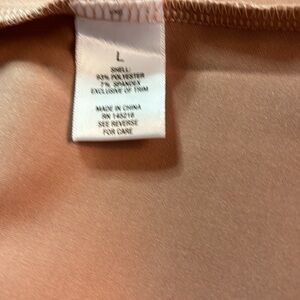 L
SHELL:
93% POLYESTER
7% SPANDEX
EXCLUSIVE OF TRIM
MADE IN CHINA
RN 145218
SEE REVERSE
FOR CARE